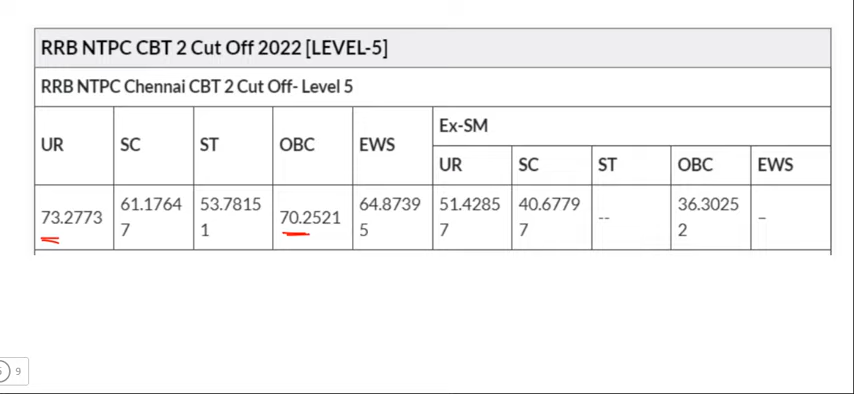 RRB NTPC CBT 2 Cut Off 2022 [LEVEL-5]
RRB NTPC Chennai CBT 2 Cut Off- Level 5
UR SC ST OBC EWS Ex-SM
UR SC ST OBC EWS
73.2773 61.1764 53.7815 70.2521 64.8739 51.4285 40.6779 -- 36.3025 –
7 1 5 7 7 2
9